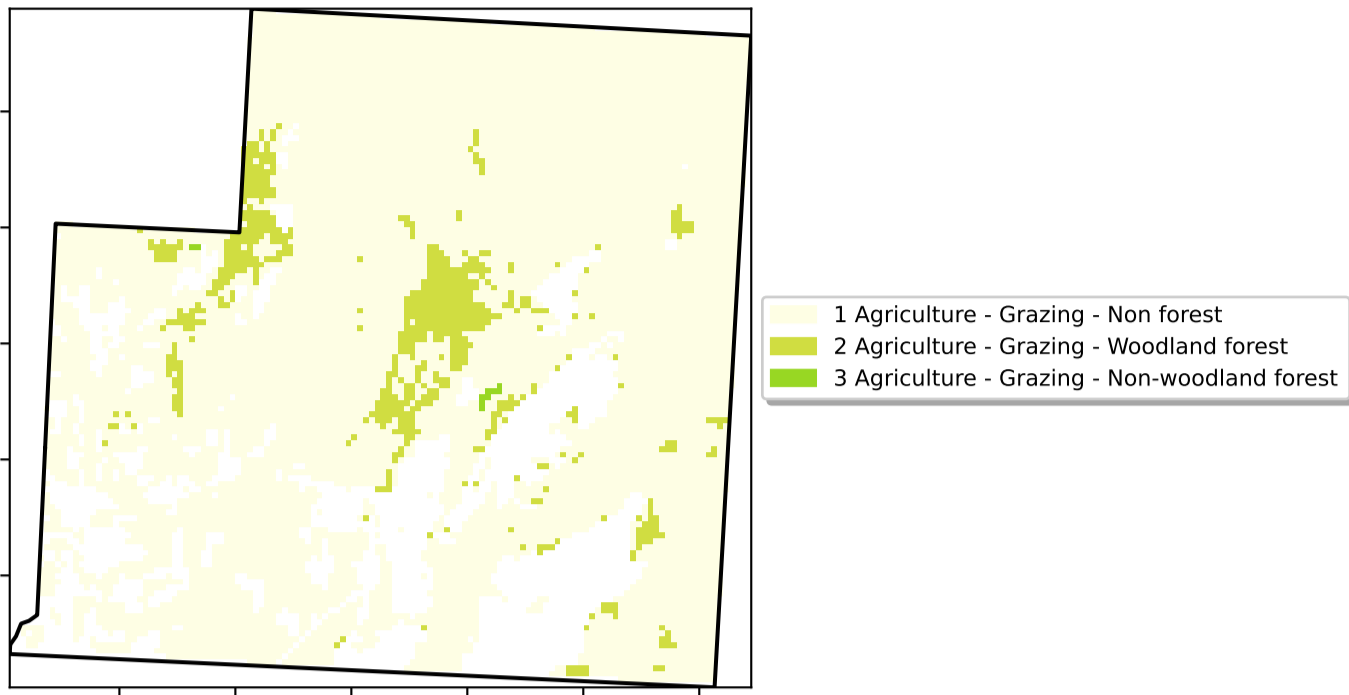 1 Agriculture - Grazing - Non forest
2 Agriculture - Grazing - Woodland forest
3 Agriculture - Grazing - Non-woodland forest